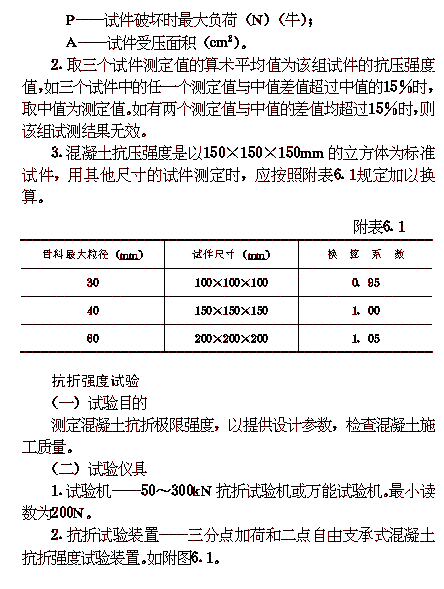 P——试件破坏时最大负荷（N）（牛）；
A——试件受压面积（cm²）。
2.取三个试件测定值的算术平均值为该组试件的抗压强度
值，如三个试件中的任一个测定值与中值差值超过中值的15%时，
取中值为测定值。如有两个测定值与中值的差值均超过15%时，则
该组试测结果无效。
3.混凝土抗压强度是以150×150×150mm的立方体为标准
试件，用其他尺寸的试件测定时，应按照附表6.1规定加以换
算。
附表6.1
骨料最大粒径（mm） 试件尺寸（mm） 换 算 系 数
30 100×100×100 0.95
40 150×150×150 1.00
60 200×200×200 1.05
抗折强度试验
（一）试验目的
测定混凝土抗折极限强度，以提供设计参数，检查混凝土施
工质量。
（二）试验仪具
1.试验机——50～300kN抗折试验机或万能试验机。最小读
数为200N。
2.抗折试验装置——三分点加荷和二点自由支承式混凝土
抗折强度试验装置。如附图6.1。